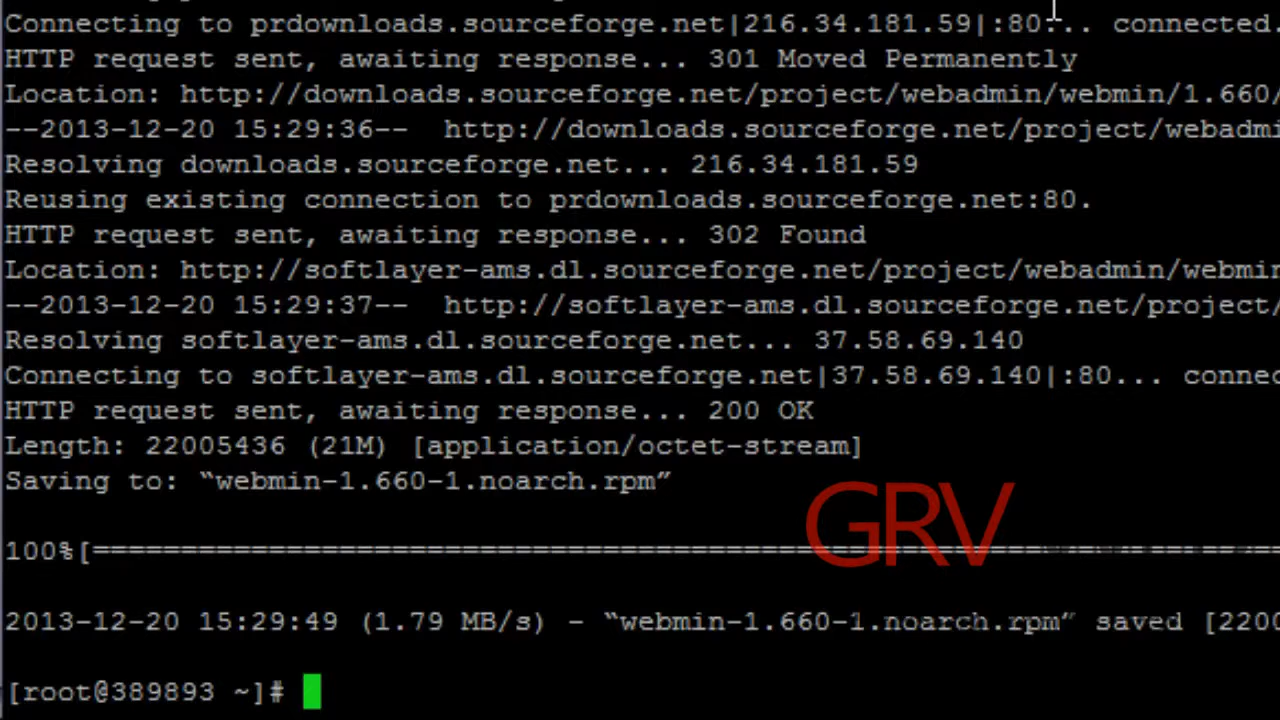 Connecting to prdownloads.sourceforge.net|216.34.181.59|:80... connected.
HTTP request sent, awaiting response... 301 Moved Permanently
Location: http://downloads.sourceforge.net/project/webadmin/webmin/1.660/
--2013-12-20 15:29:36-- http://downloads.sourceforge.net/project/webadmi
Resolving downloads.sourceforge.net... 216.34.181.59
Reusing existing connection to prdownloads.sourceforge.net:80.
HTTP request sent, awaiting response... 302 Found
Location: http://softlayer-ams.dl.sourceforge.net/project/webadmin/webmin
--2013-12-20 15:29:37-- http://softlayer-ams.dl.sourceforge.net/project/
Resolving softlayer-ams.dl.sourceforge.net... 37.58.69.140
Connecting to softlayer-ams.dl.sourceforge.net|37.58.69.140|:80... connec
HTTP request sent, awaiting response... 200 OK
Length: 22005436 (21M) [application/octet-stream]
Saving to: “webmin-1.660-1.noarch.rpm”
GRV
100%[==============================================================
2013-12-20 15:29:49 (1.79 MB/s) - “webmin-1.660-1.noarch.rpm” saved [2200
[root@389893 ~]#